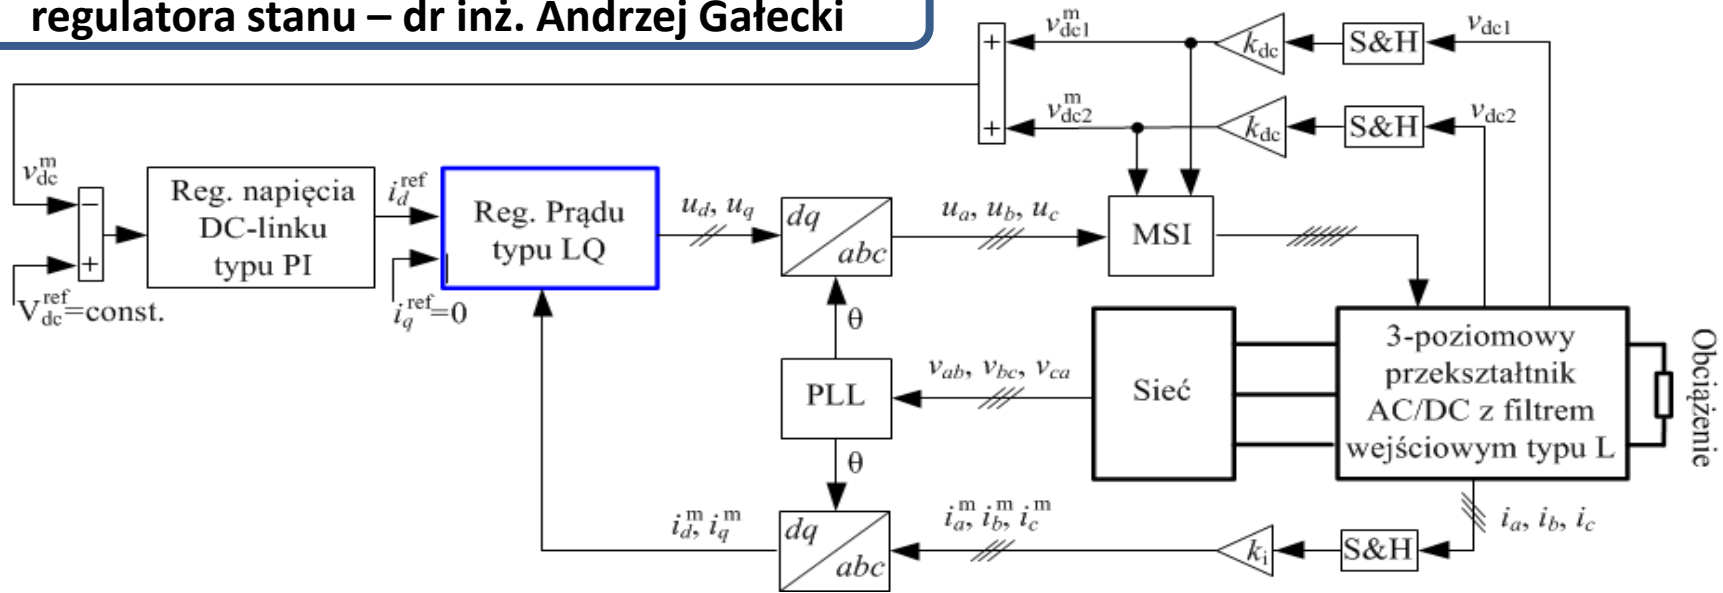 regulatora stanu – dr inż. Andrzej Gałecki
+
v_dc1^m
k_dc
S&H
v_dc1
+
v_dc2^m
k_dc
S&H
v_dc2
v_dc^m
−
+
V_dc^ref=const.
Reg. napięcia
DC-linku
typu PI
i_d^ref
i_q^ref=0
Reg. Prądu
typu LQ
u_d, u_q
dq
abc
u_a, u_b, u_c
MSI
θ
PLL
θ
v_ab, v_bc, v_ca
Sieć
3-poziomowy
przekształtnik
AC/DC z filtrem
wejściowym typu L
Obciążenie
i_d^m, i_q^m
dq
abc
i_a^m, i_b^m, i_c^m
k_i
S&H
i_a, i_b, i_c